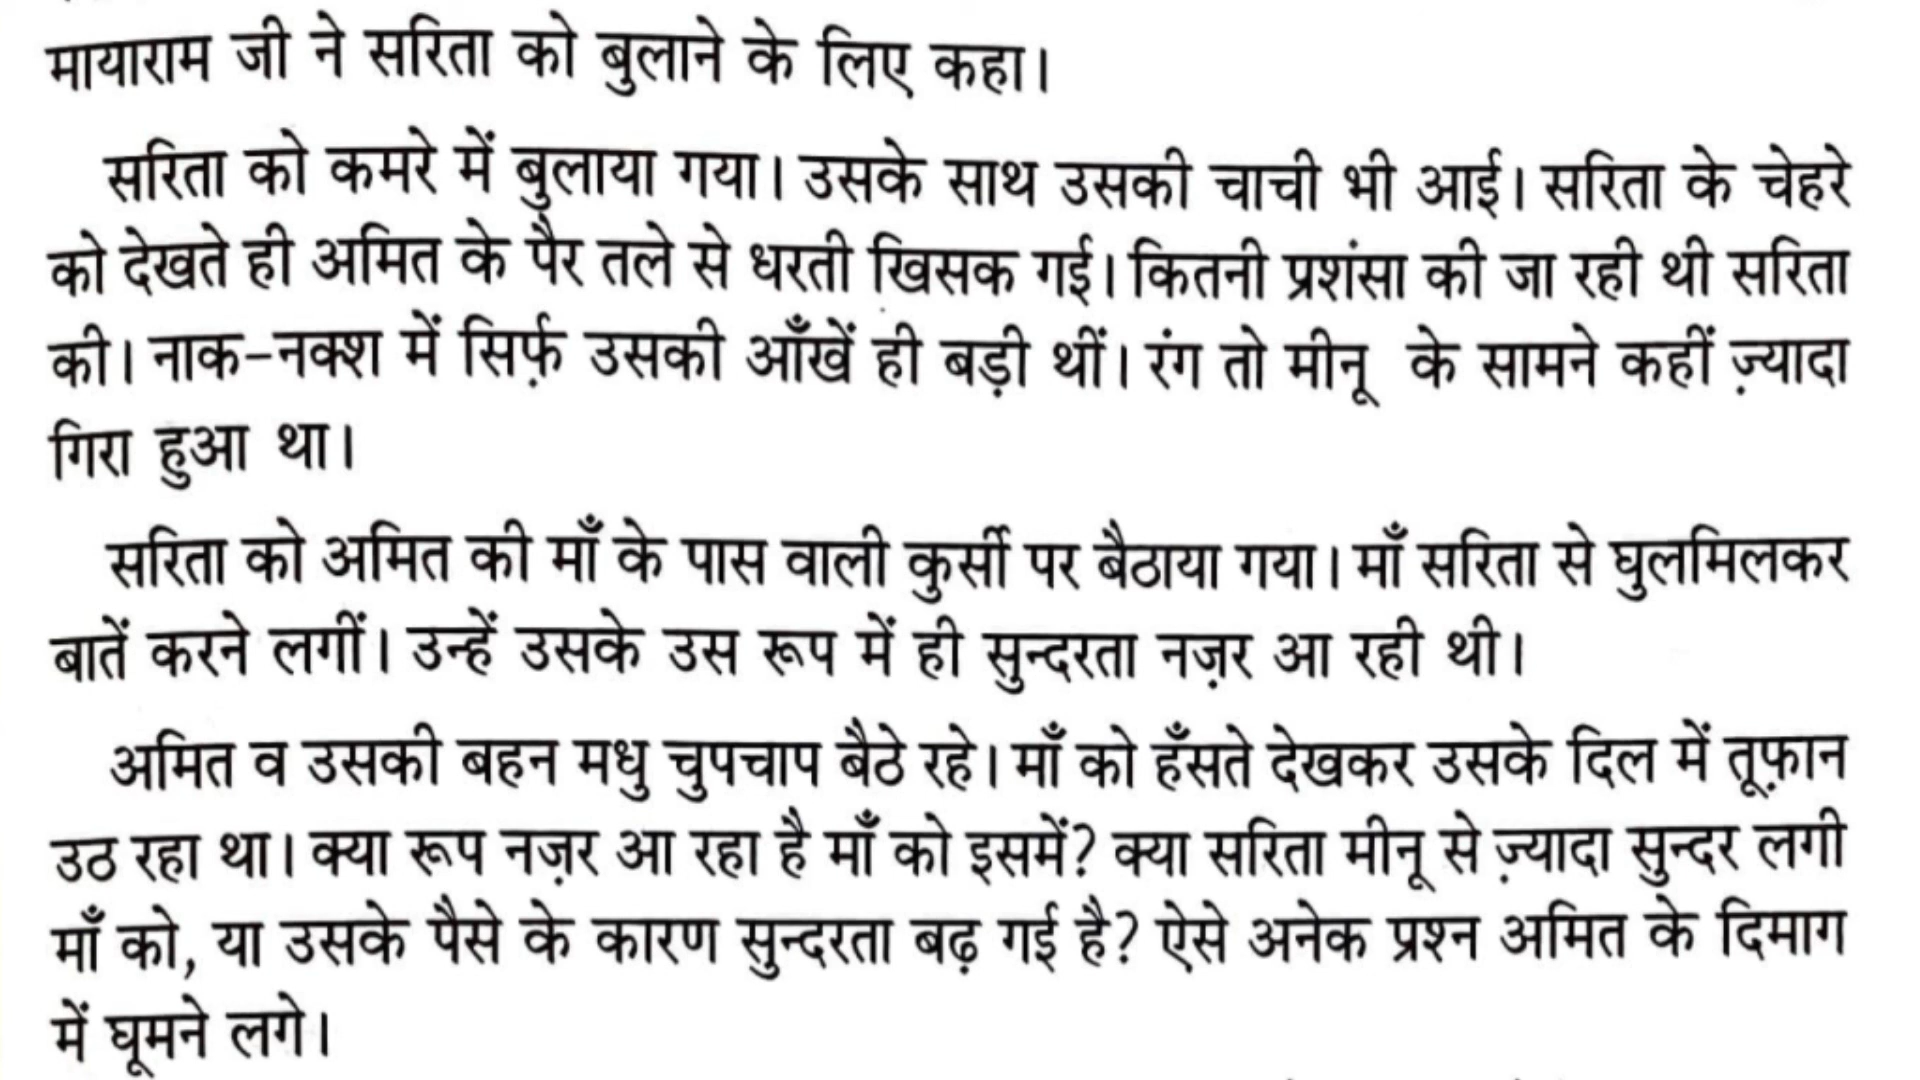 मायाराम जी ने सरिता को बुलाने के लिए कहा।
सरिता को कमरे में बुलाया गया। उसके साथ उसकी चाची भी आई। सरिता के चेहरे
को देखते ही अमित के पैर तले से धरती खिसक गई। कितनी प्रशंसा की जा रही थी सरिता
की। नाक-नक्श में सिर्फ़ उसकी आँखें ही बड़ी थीं। रंग तो मीनू के सामने कहीं ज़्यादा
गिरा हुआ था।
सरिता को अमित की माँ के पास वाली कुर्सी पर बैठाया गया। माँ सरिता से घुलमिलकर
बातें करने लगीं। उन्हें उसके उस रूप में ही सुन्दरता नज़र आ रही थी।
अमित व उसकी बहन मधु चुपचाप बैठे रहे। माँ को हँसते देखकर उसके दिल में तूफ़ान
उठ रहा था। क्या रूप नज़र आ रहा है माँ को इसमें? क्या सरिता मीनू से ज़्यादा सुन्दर लगी
माँ को, या उसके पैसे के कारण सुन्दरता बढ़ गई है? ऐसे अनेक प्रश्न अमित के दिमाग
में घूमने लगे।